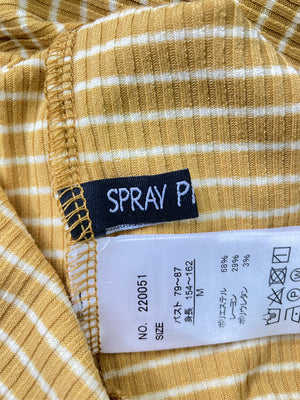 SPRAY P
NO. 220051
SIZE
バスト 79~87
身長 154~162
M
ポリエステル 68%
レーヨン 29%
ポリウレタン 3%